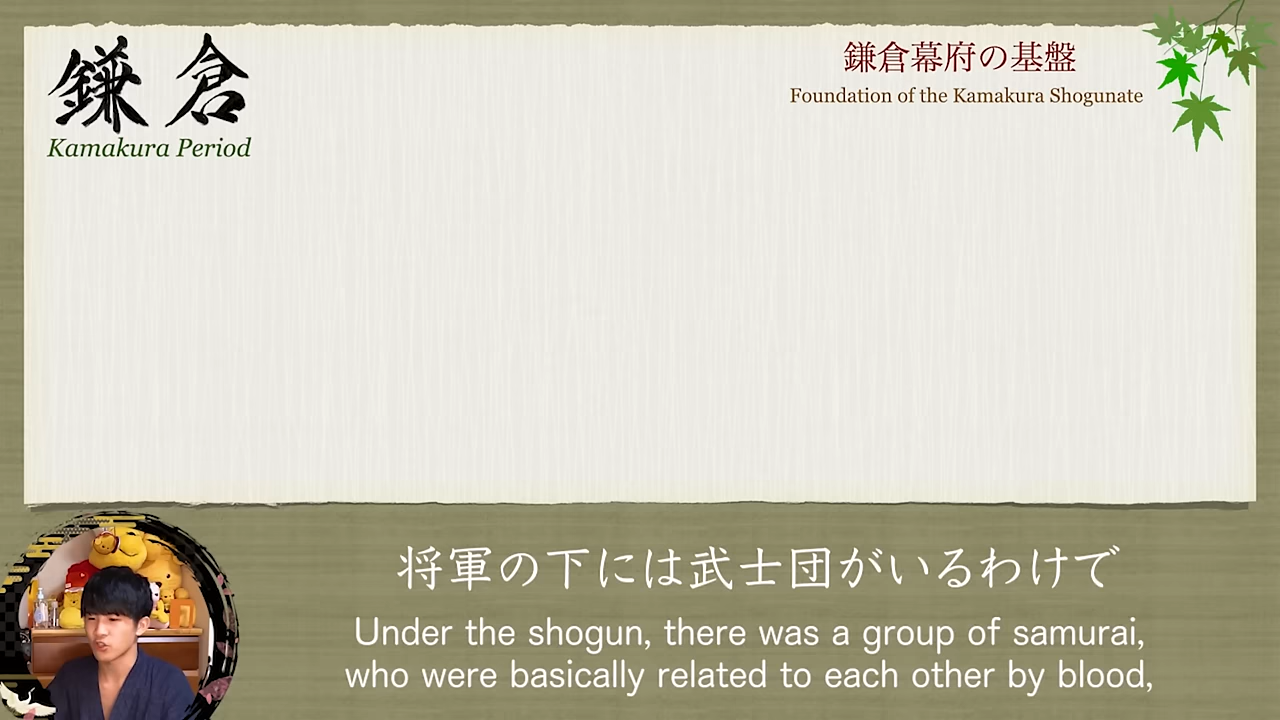 鎌倉
Kamakura Period
鎌倉幕府の基盤
Foundation of the Kamakura Shogunate
将軍の下には武士団がいるわけで
Under the shogun, there was a group of samurai,
who were basically related to each other by blood,